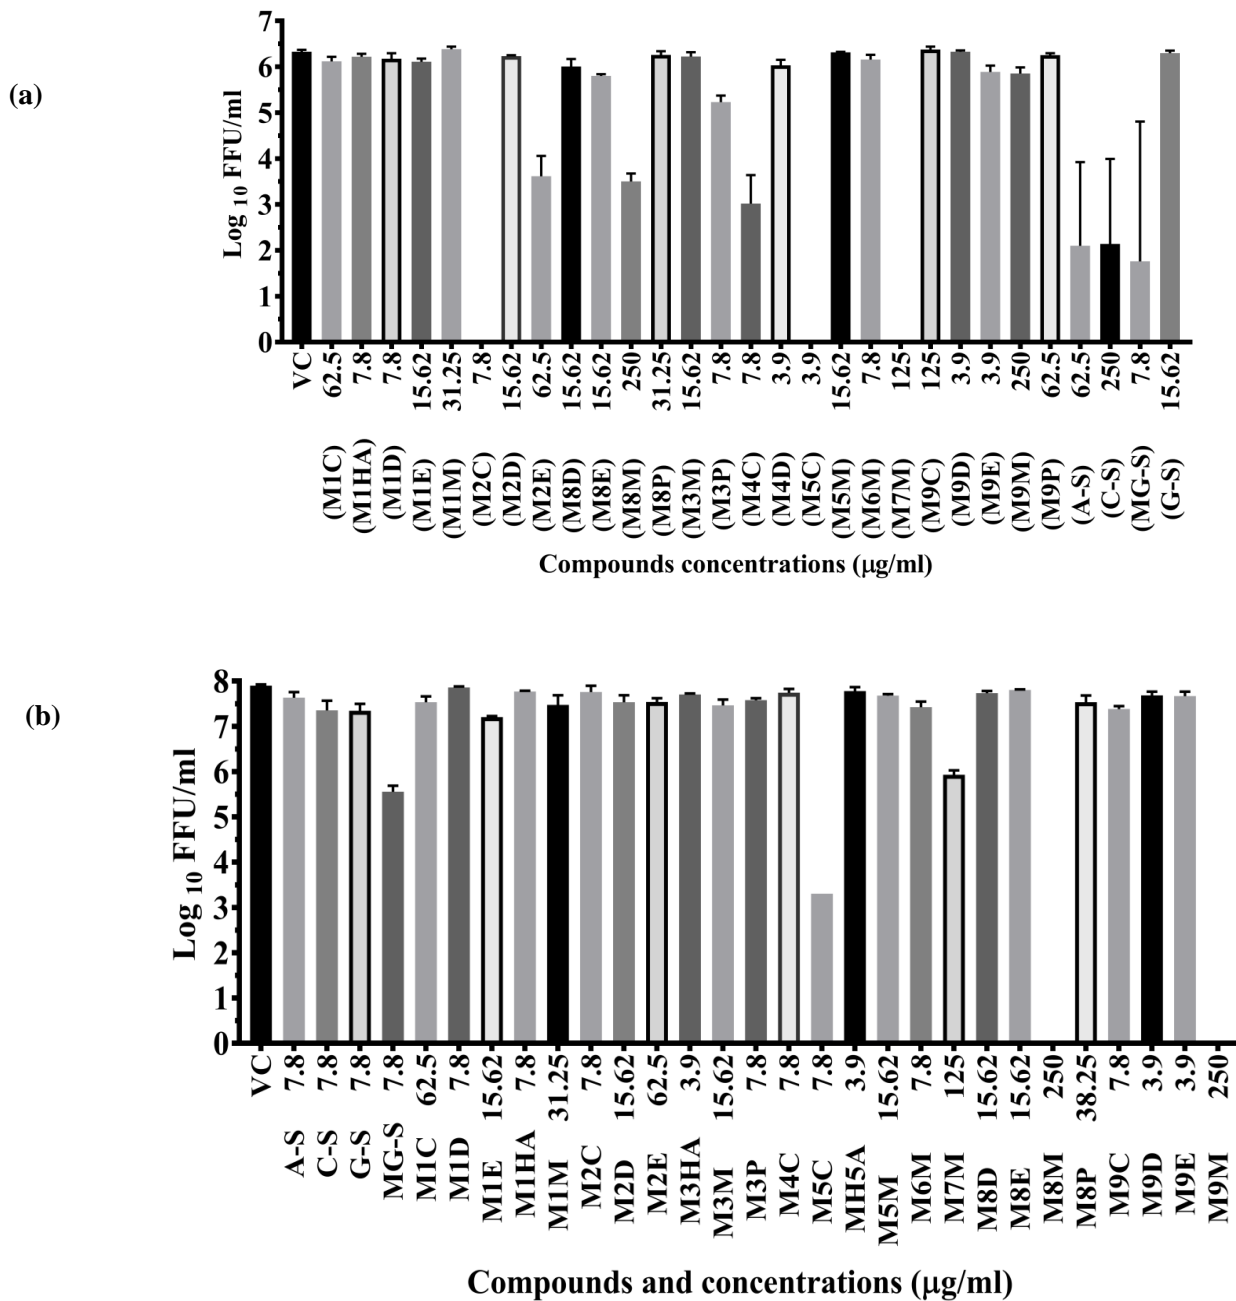 (a)
Log 10 FFU/ml
7
6
5
4
3
2
1
0
VC 62.5 7.8 7.8 15.62 31.25 7.8 15.62 62.5 15.62 15.62 250 31.25 15.62 7.8 7.8 3.9 3.9 15.62 7.8 125 125 3.9 3.9 250 62.5 62.5 250 7.8 15.62
(M1C) (M1HA) (M1D) (M1E) (M1M) (M2C) (M2D) (M2E) (M8D) (M8E) (M8M) (M8P) (M3M) (M3P) (M4C) (M4D) (M5C) (M5M) (M6M) (M7M) (M9C) (M9D) (M9E) (M9M) (M9P) (A-S) (C-S) (MG-S) (G-S)
Compounds concentrations (μg/ml)
(b)
Log 10 FFU/ml
8
7
6
5
4
3
2
1
0
VC 7.8 7.8 7.8 7.8 62.5 7.8 15.62 7.8 31.25 7.8 15.62 62.5 3.9 15.62 7.8 7.8 7.8 3.9 15.62 7.8 125 15.62 15.62 250 38.25 7.8 3.9 3.9 250
A-S C-S G-S MG-S M1C M1D M1E M1HA M1M M2C M2D M2E M3HA M3M M3P M4C M5C MH5A M5M M6M M7M M8D M8E M8M M8P M9C M9D M9E M9M
Compounds and concentrations (μg/ml)